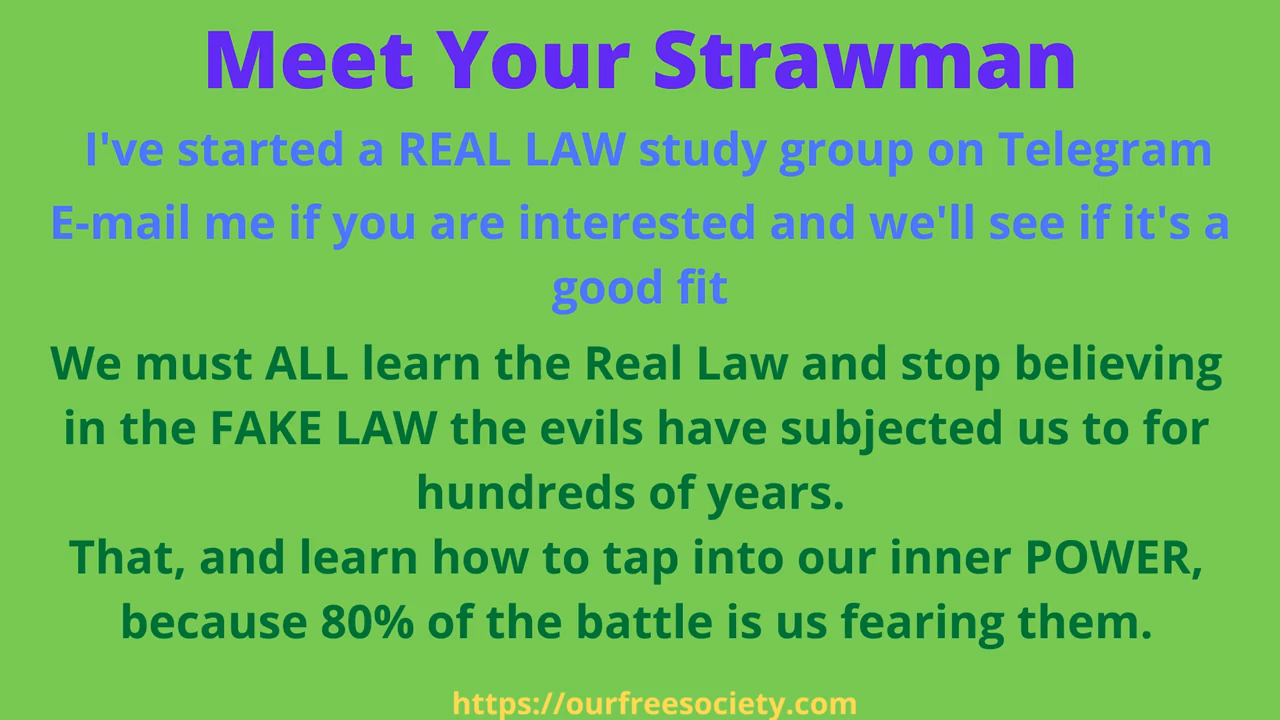 Meet Your Strawman
I've started a REAL LAW study group on Telegram
E-mail me if you are interested and we'll see if it's a
good fit
We must ALL learn the Real Law and stop believing
in the FAKE LAW the evils have subjected us to for
hundreds of years.
That, and learn how to tap into our inner POWER,
because 80% of the battle is us fearing them.
https://ourfreesociety.com